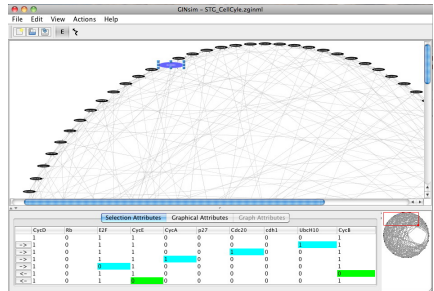 GINsim – STG_CellCyle.zginml
File Edit View Actions Help
E
Selection Attributes Graphical Attributes Graph Attributes
CycD Rb E2F CycE CycA p27 Cdc20 cdh1 UbcH10 CycB
1 0 1 1 0 0 0 0 0 1
-> 1 0 1 1 0 0 0 0 1 1
-> 1 0 1 1 0 0 1 0 0 1
-> 1 0 1 1 1 0 0 0 0 1
-> 1 0 0 1 0 0 0 0 0 1
<- 1 0 1 1 0 0 0 0 0 0
<- 1 0 1 0 0 0 0 0 0 1